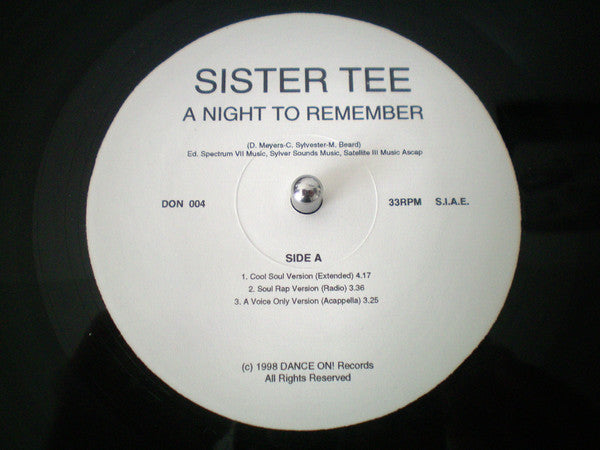 SISTER TEE
A NIGHT TO REMEMBER
(D. Meyers-C. Sylvester-M. Beard)
Ed. Spectrum VII Music, Sylver Sounds Music, Satellite III Music Ascap
DON 004 33RPM S.I.A.E.
SIDE A
1. Cool Soul Version (Extended) 4.17
2. Soul Rap Version (Radio) 3.36
3. A Voice Only Version (Acappella) 3.25
(c) 1998 DANCE ON! Records
All Rights Reserved